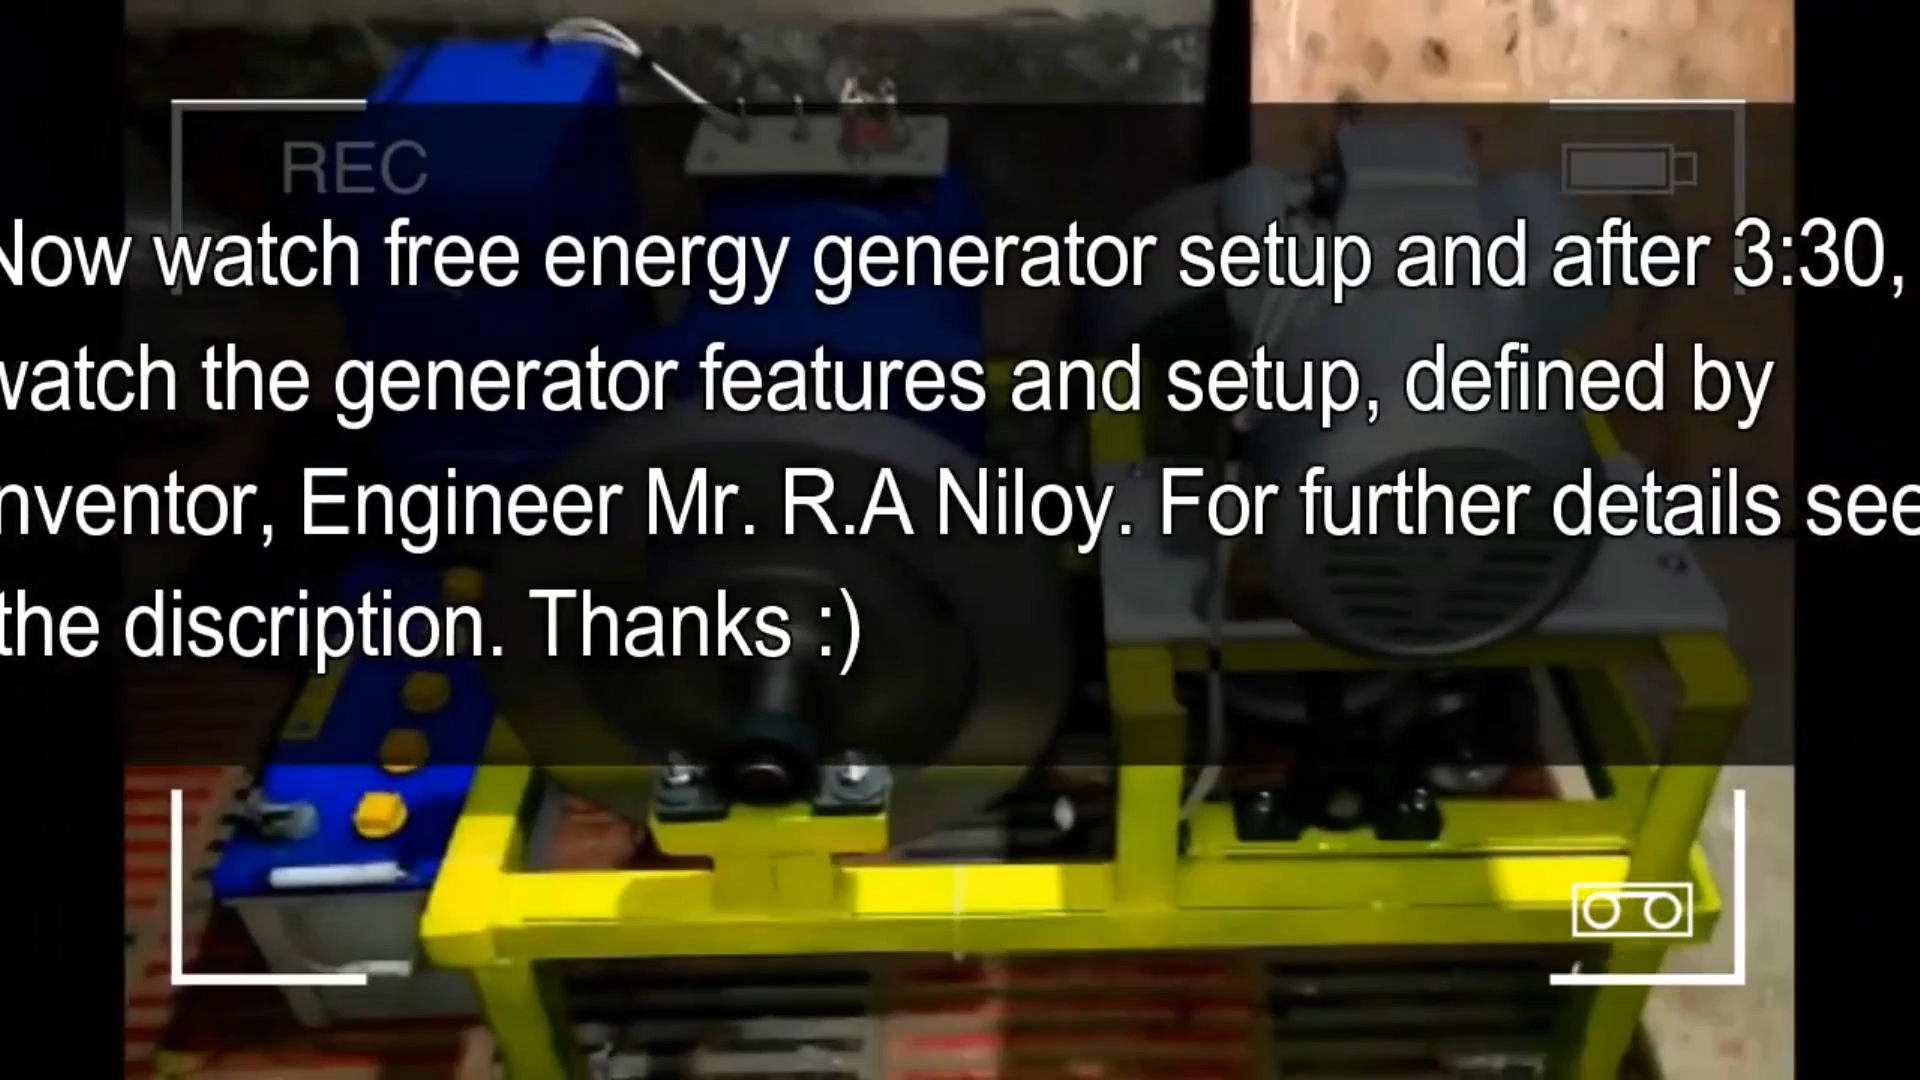 REC
Now watch free energy generator setup and after 3:30,
watch the generator features and setup, defined by
nventor, Engineer Mr. R.A Niloy. For further details see
the discription. Thanks :)